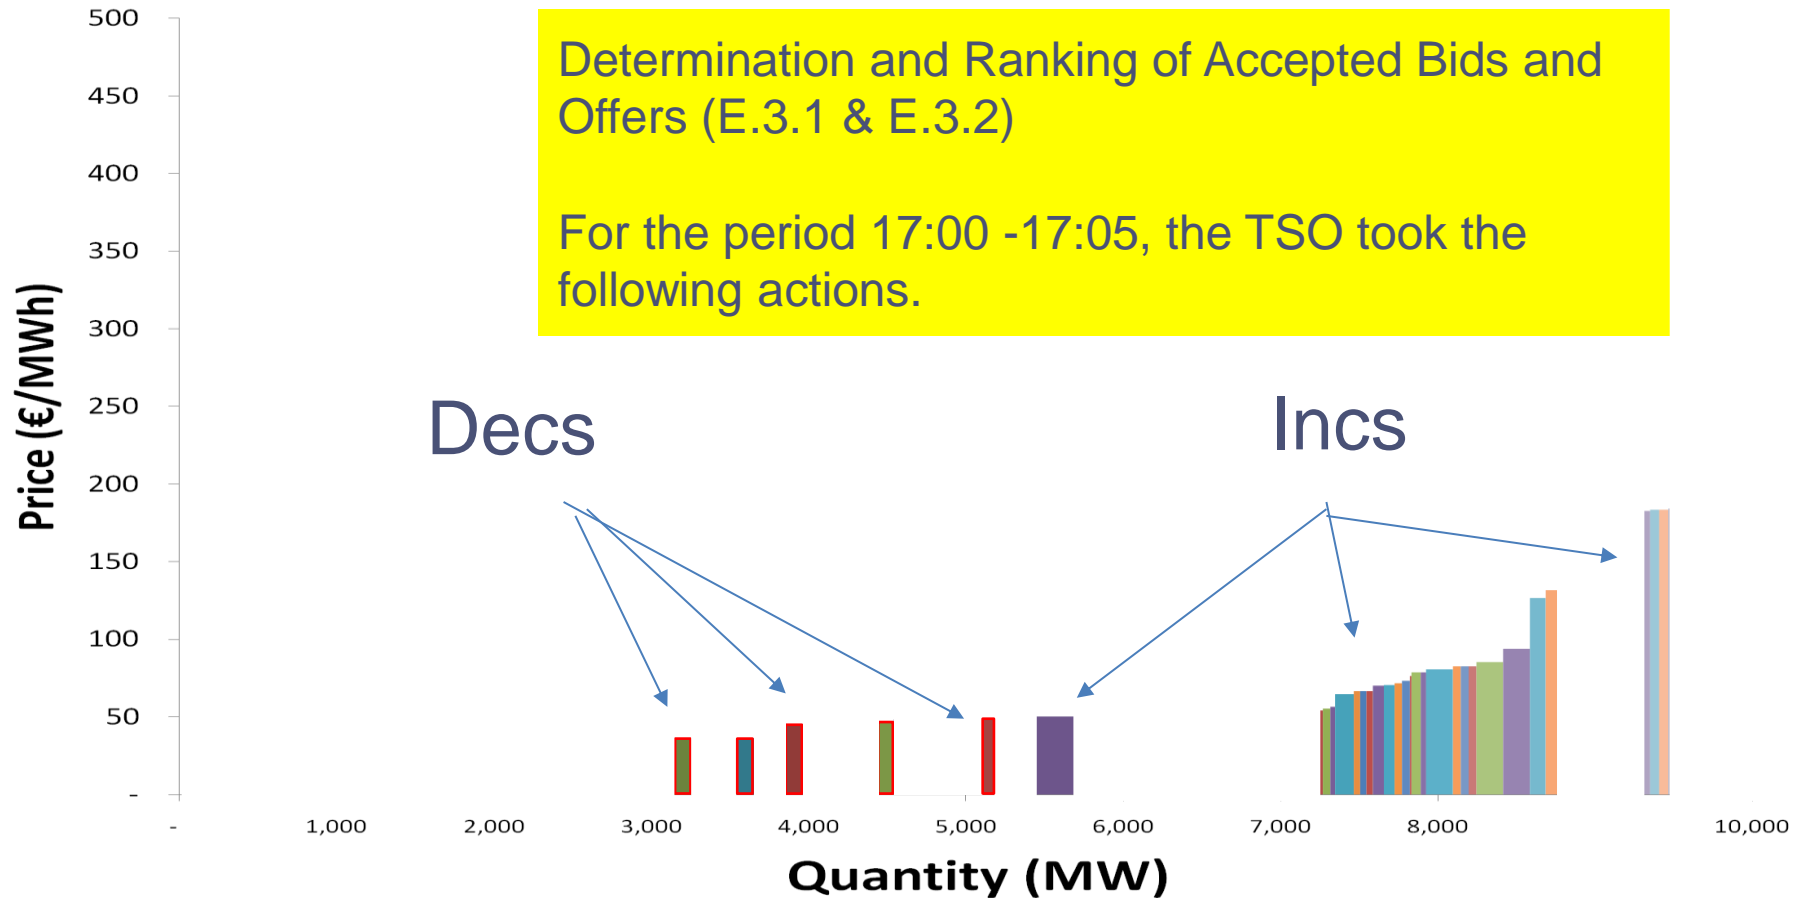 Determination and Ranking of Accepted Bids and
Offers (E.3.1 & E.3.2)
For the period 17:00 -17:05, the TSO took the
following actions.
500
450
400
350
300
250
200
150
100
50
-
Price (€/MWh)
Decs
Incs
-
1,000
2,000
3,000
4,000
5,000
6,000
7,000
8,000
10,000
Quantity (MW)